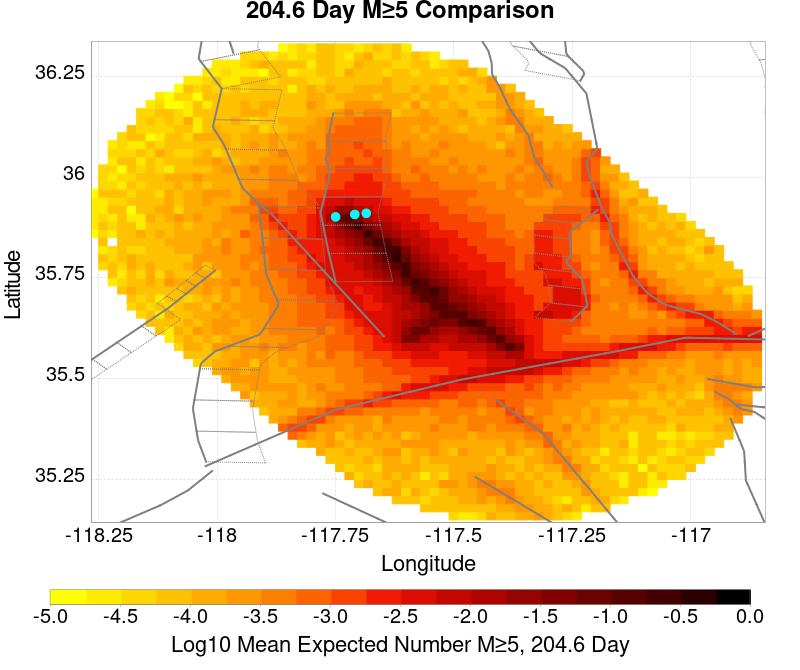 204.6 Day M≥5 Comparison
36.25
36
35.75
35.5
35.25
Latitude
-118.25 -118 -117.75 -117.5 -117.25 -117
Longitude
-5.0 -4.5 -4.0 -3.5 -3.0 -2.5 -2.0 -1.5 -1.0 -0.5 0.0
Log10 Mean Expected Number M≥5, 204.6 Day